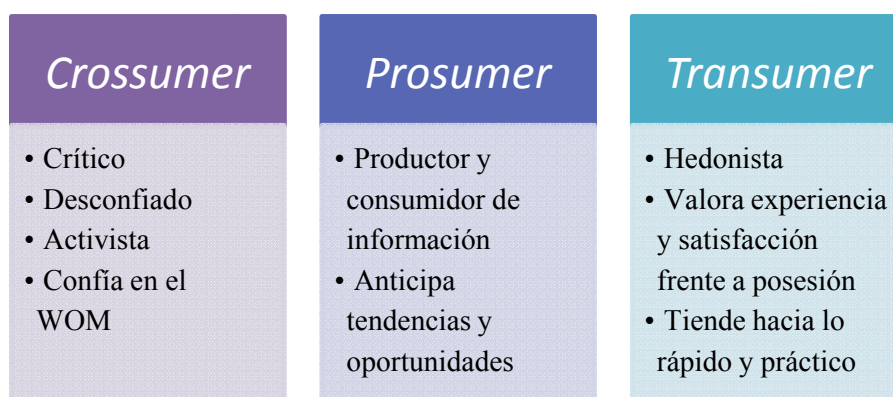 Crossumer
• Crítico
• Desconfiado
• Activista
• Confía en el
WOM
Prosumer
• Productor y
consumidor de
información
• Anticipa
tendencias y
oportunidades
Transumer
• Hedonista
• Valora experiencia
y satisfacción
frente a posesión
• Tiende hacia lo
rápido y práctico